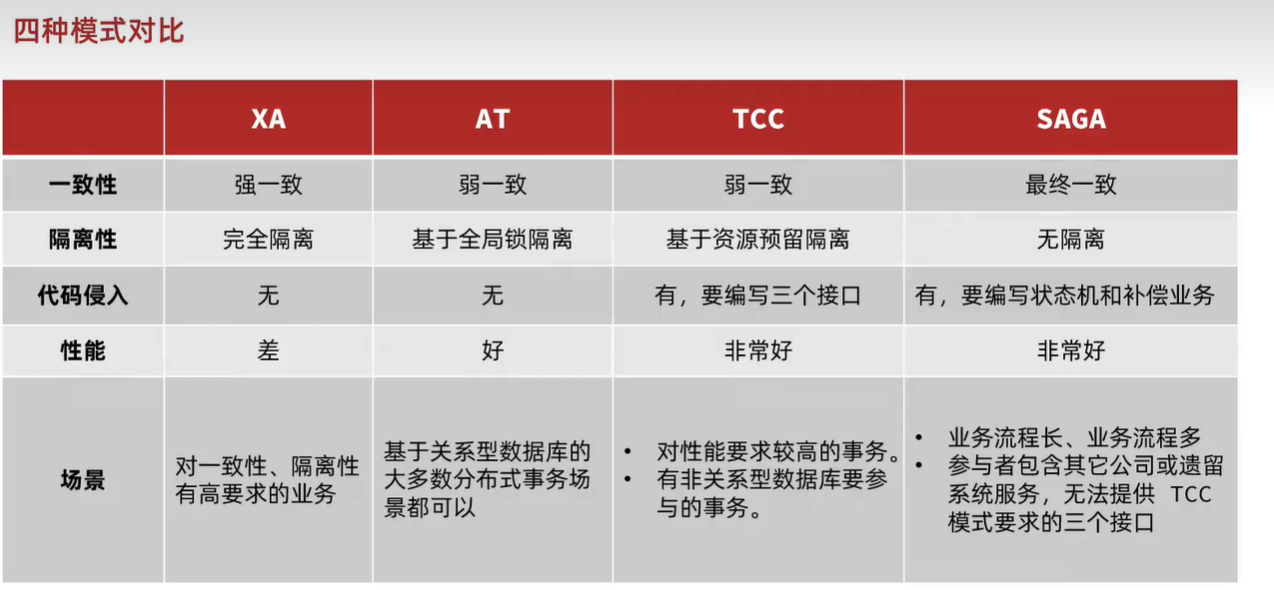 四种模式对比
XA
AT
TCC
SAGA
一致性
强一致
弱一致
弱一致
最终一致
隔离性
完全隔离
基于全局锁隔离
基于资源预留隔离
无隔离
代码侵入
无
无
有，要编写三个接口
有，要编写状态机和补偿业务
性能
差
好
非常好
非常好
场景
对一致性、隔离性
有高要求的业务
基于关系型数据库的
大多数分布式事务场
景都可以
• 对性能要求较高的事务。
• 有非关系型数据库要参
与的事务。
• 业务流程长、业务流程多
• 参与者包含其它公司或遗留
系统服务，无法提供 TCC
模式要求的三个接口